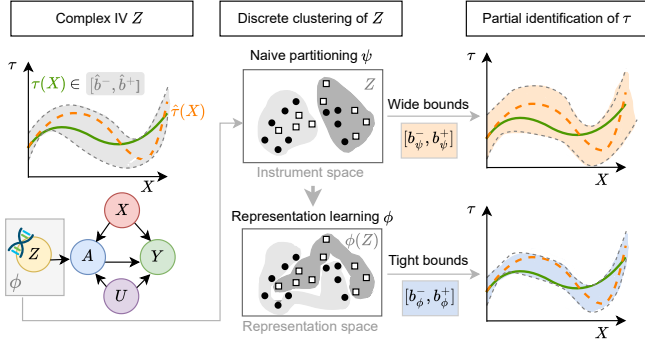 Complex IV Z
Discrete clustering of Z
Partial identification of τ
τ
τ(X) ∈ [b̂⁻, b̂⁺]
τ̂(X)
X
Naive partitioning ψ
Z
Instrument space
Wide bounds
[b⁻_ψ, b⁺_ψ]
τ
X
X
Z
A
Y
U
ϕ
Representation learning ϕ
ϕ(Z)
Representation space
Tight bounds
[b⁻_ϕ, b⁺_ϕ]
τ
X